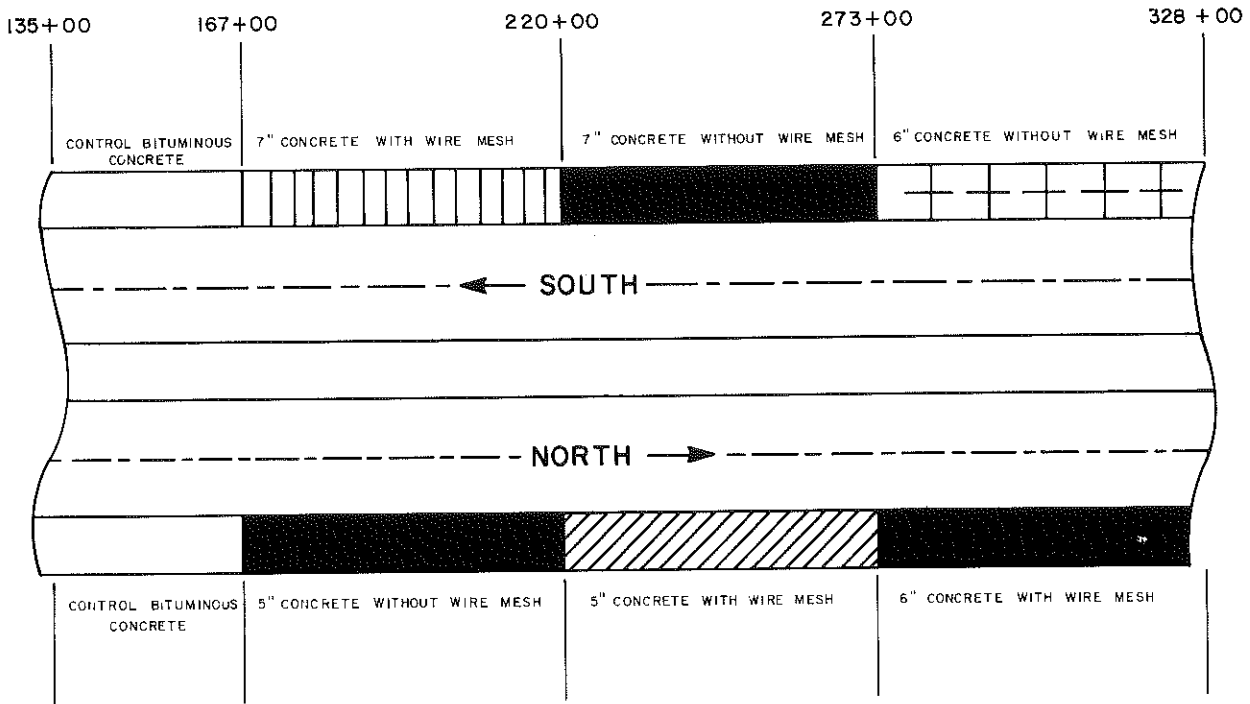 135+00 167+00 220+00 273+00 328+00
CONTROL BITUMINOUS
CONCRETE
7" CONCRETE WITH WIRE MESH
7" CONCRETE WITHOUT WIRE MESH
6" CONCRETE WITHOUT WIRE MESH
SOUTH
NORTH
CONTROL BITUMINOUS
CONCRETE
5" CONCRETE WITHOUT WIRE MESH
5" CONCRETE WITH WIRE MESH
6" CONCRETE WITH WIRE MESH